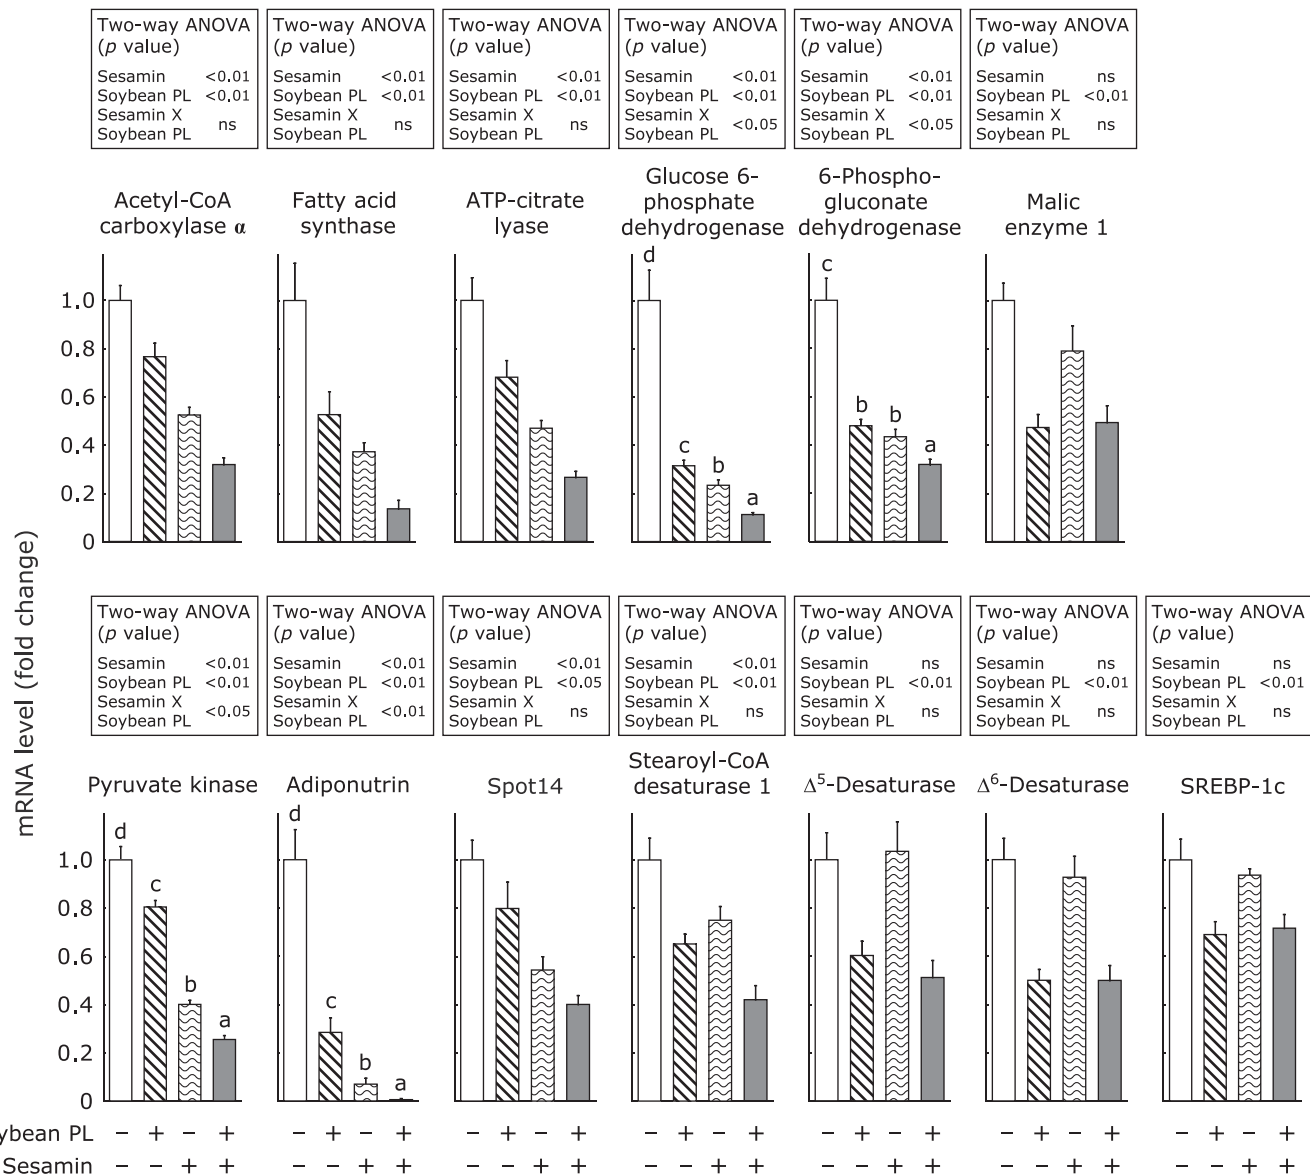 Two-way ANOVA
(p value)
Sesamin <0.01
Soybean PL <0.01
Sesamin X
Soybean PL ns
Two-way ANOVA
(p value)
Sesamin <0.01
Soybean PL <0.01
Sesamin X
Soybean PL ns
Two-way ANOVA
(p value)
Sesamin <0.01
Soybean PL <0.01
Sesamin X
Soybean PL ns
Two-way ANOVA
(p value)
Sesamin <0.01
Soybean PL <0.01
Sesamin X
Soybean PL <0.05
Two-way ANOVA
(p value)
Sesamin <0.01
Soybean PL <0.01
Sesamin X
Soybean PL <0.05
Two-way ANOVA
(p value)
Sesamin ns
Soybean PL <0.01
Sesamin X
Soybean PL ns
Acetyl-CoA
carboxylase α
Fatty acid
synthase
ATP-citrate
lyase
Glucose 6-
phosphate
dehydrogenase
6-Phospho-
gluconate
dehydrogenase
Malic
enzyme 1
1.0
0.8
0.6
0.4
0.2
0
d
c
b
a
c
b
b
a
mRNA level (fold change)
Two-way ANOVA
(p value)
Sesamin <0.01
Soybean PL <0.01
Sesamin X
Soybean PL <0.05
Two-way ANOVA
(p value)
Sesamin <0.01
Soybean PL <0.01
Sesamin X
Soybean PL <0.01
Two-way ANOVA
(p value)
Sesamin <0.01
Soybean PL <0.05
Sesamin X
Soybean PL ns
Two-way ANOVA
(p value)
Sesamin <0.01
Soybean PL <0.01
Sesamin X
Soybean PL ns
Two-way ANOVA
(p value)
Sesamin ns
Soybean PL <0.01
Sesamin X
Soybean PL ns
Two-way ANOVA
(p value)
Sesamin ns
Soybean PL <0.01
Sesamin X
Soybean PL ns
Two-way ANOVA
(p value)
Sesamin ns
Soybean PL <0.01
Sesamin X
Soybean PL ns
Pyruvate kinase
Adiponutrin
Spot14
Stearoyl-CoA
desaturase 1
Δ⁵-Desaturase
Δ⁶-Desaturase
SREBP-1c
1.0
0.8
0.6
0.4
0.2
0
d
c
b
a
d
c
b
a
ybean PL − + − + − + − + − + − + − + − + − + − + − + − + − + − +
Sesamin − − + + − − + + − − + + − − + + − − + + − − + + − − + +